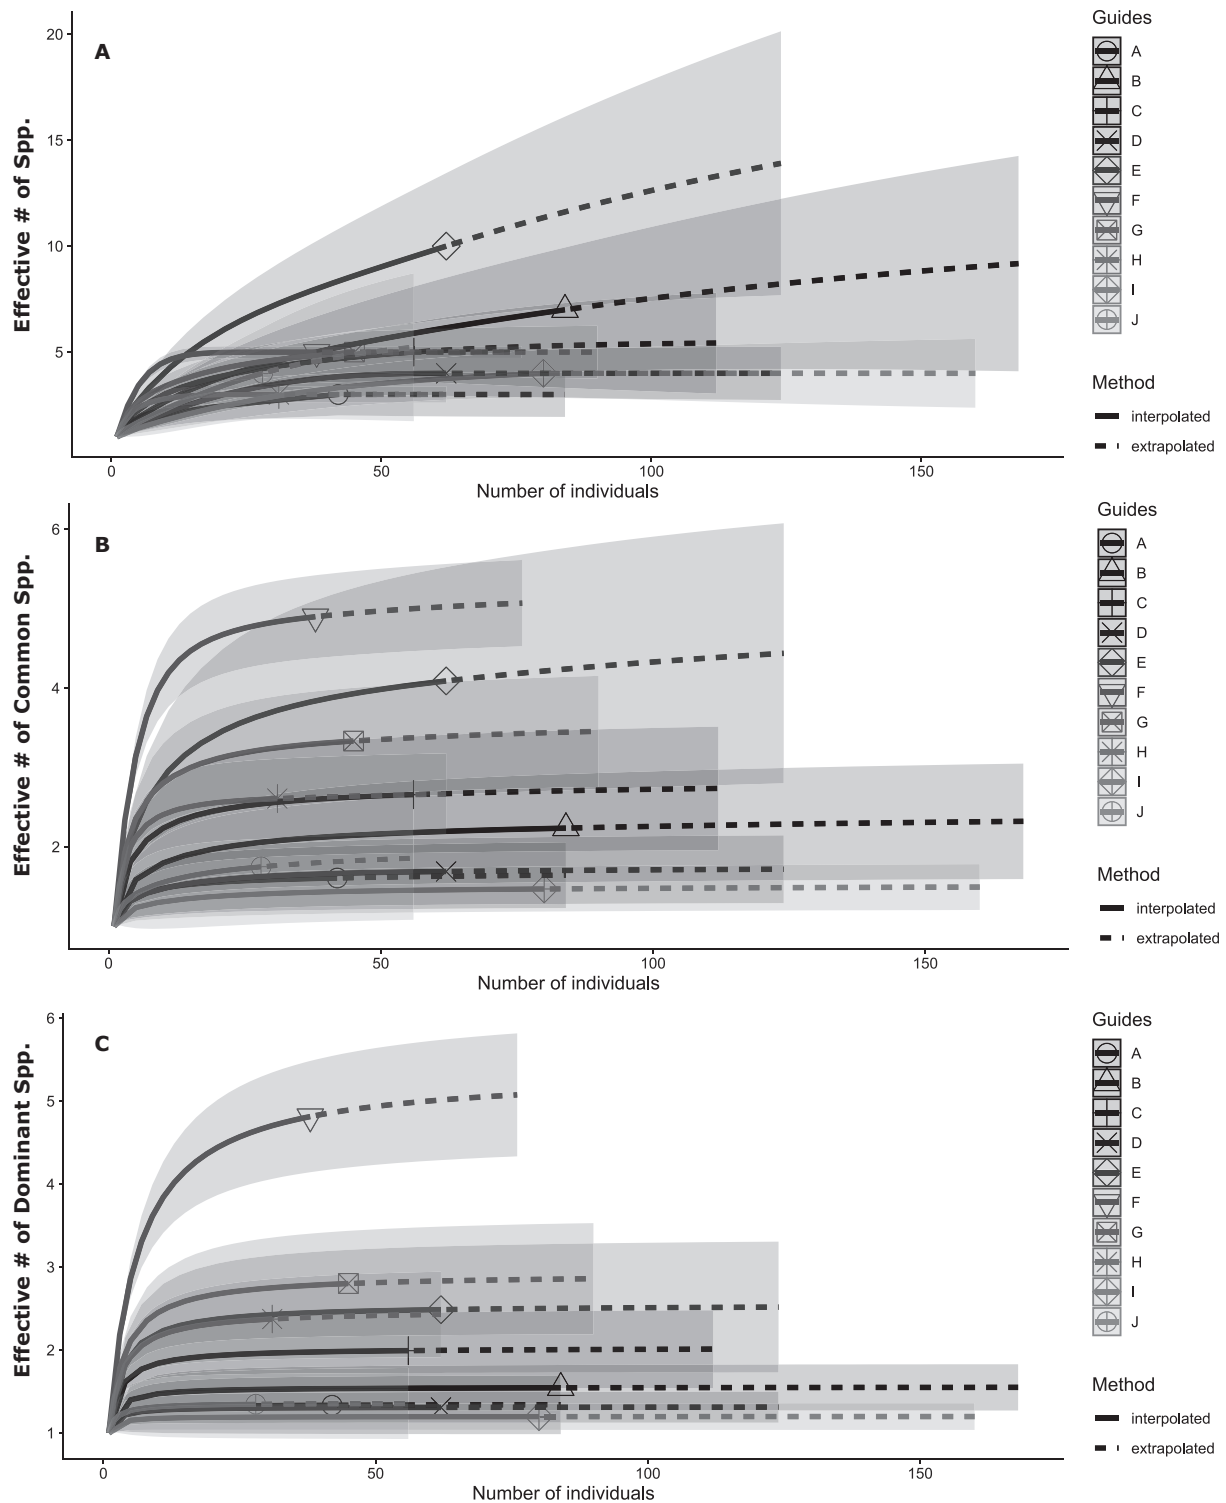 A
Effective # of Spp.
20
15
10
5
0
50
100
150
Number of individuals
Guides
A
B
C
D
E
F
G
H
I
J
Method
interpolated
extrapolated
B
Effective # of Common Spp.
6
4
2
0
50
100
150
Number of individuals
Guides
A
B
C
D
E
F
G
H
I
J
Method
interpolated
extrapolated
C
Effective # of Dominant Spp.
6
5
4
3
2
1
0
50
100
150
Number of individuals
Guides
A
B
C
D
E
F
G
H
I
J
Method
interpolated
extrapolated